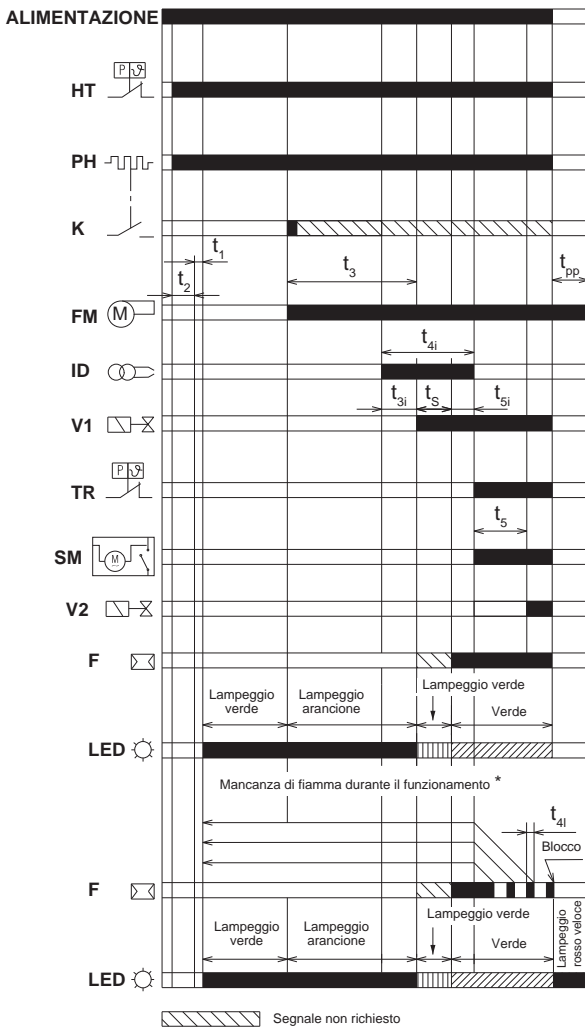 ALIMENTAZIONE
P ϑ
HT
PH
K
t1
t2
t3
tpp
FM M
t4i
ID
t3i tS t5i
V1
P ϑ
TR
t5
SM M
V2
F
Lampeggio verde
Lampeggio arancione
Lampeggio verde
Verde
LED
Mancanza di fiamma durante il funzionamento *
t4l
Blocco
F
Lampeggio verde
Lampeggio arancione
Lampeggio verde
Verde
Lampeggio rosso veloce
LED
Segnale non richiesto